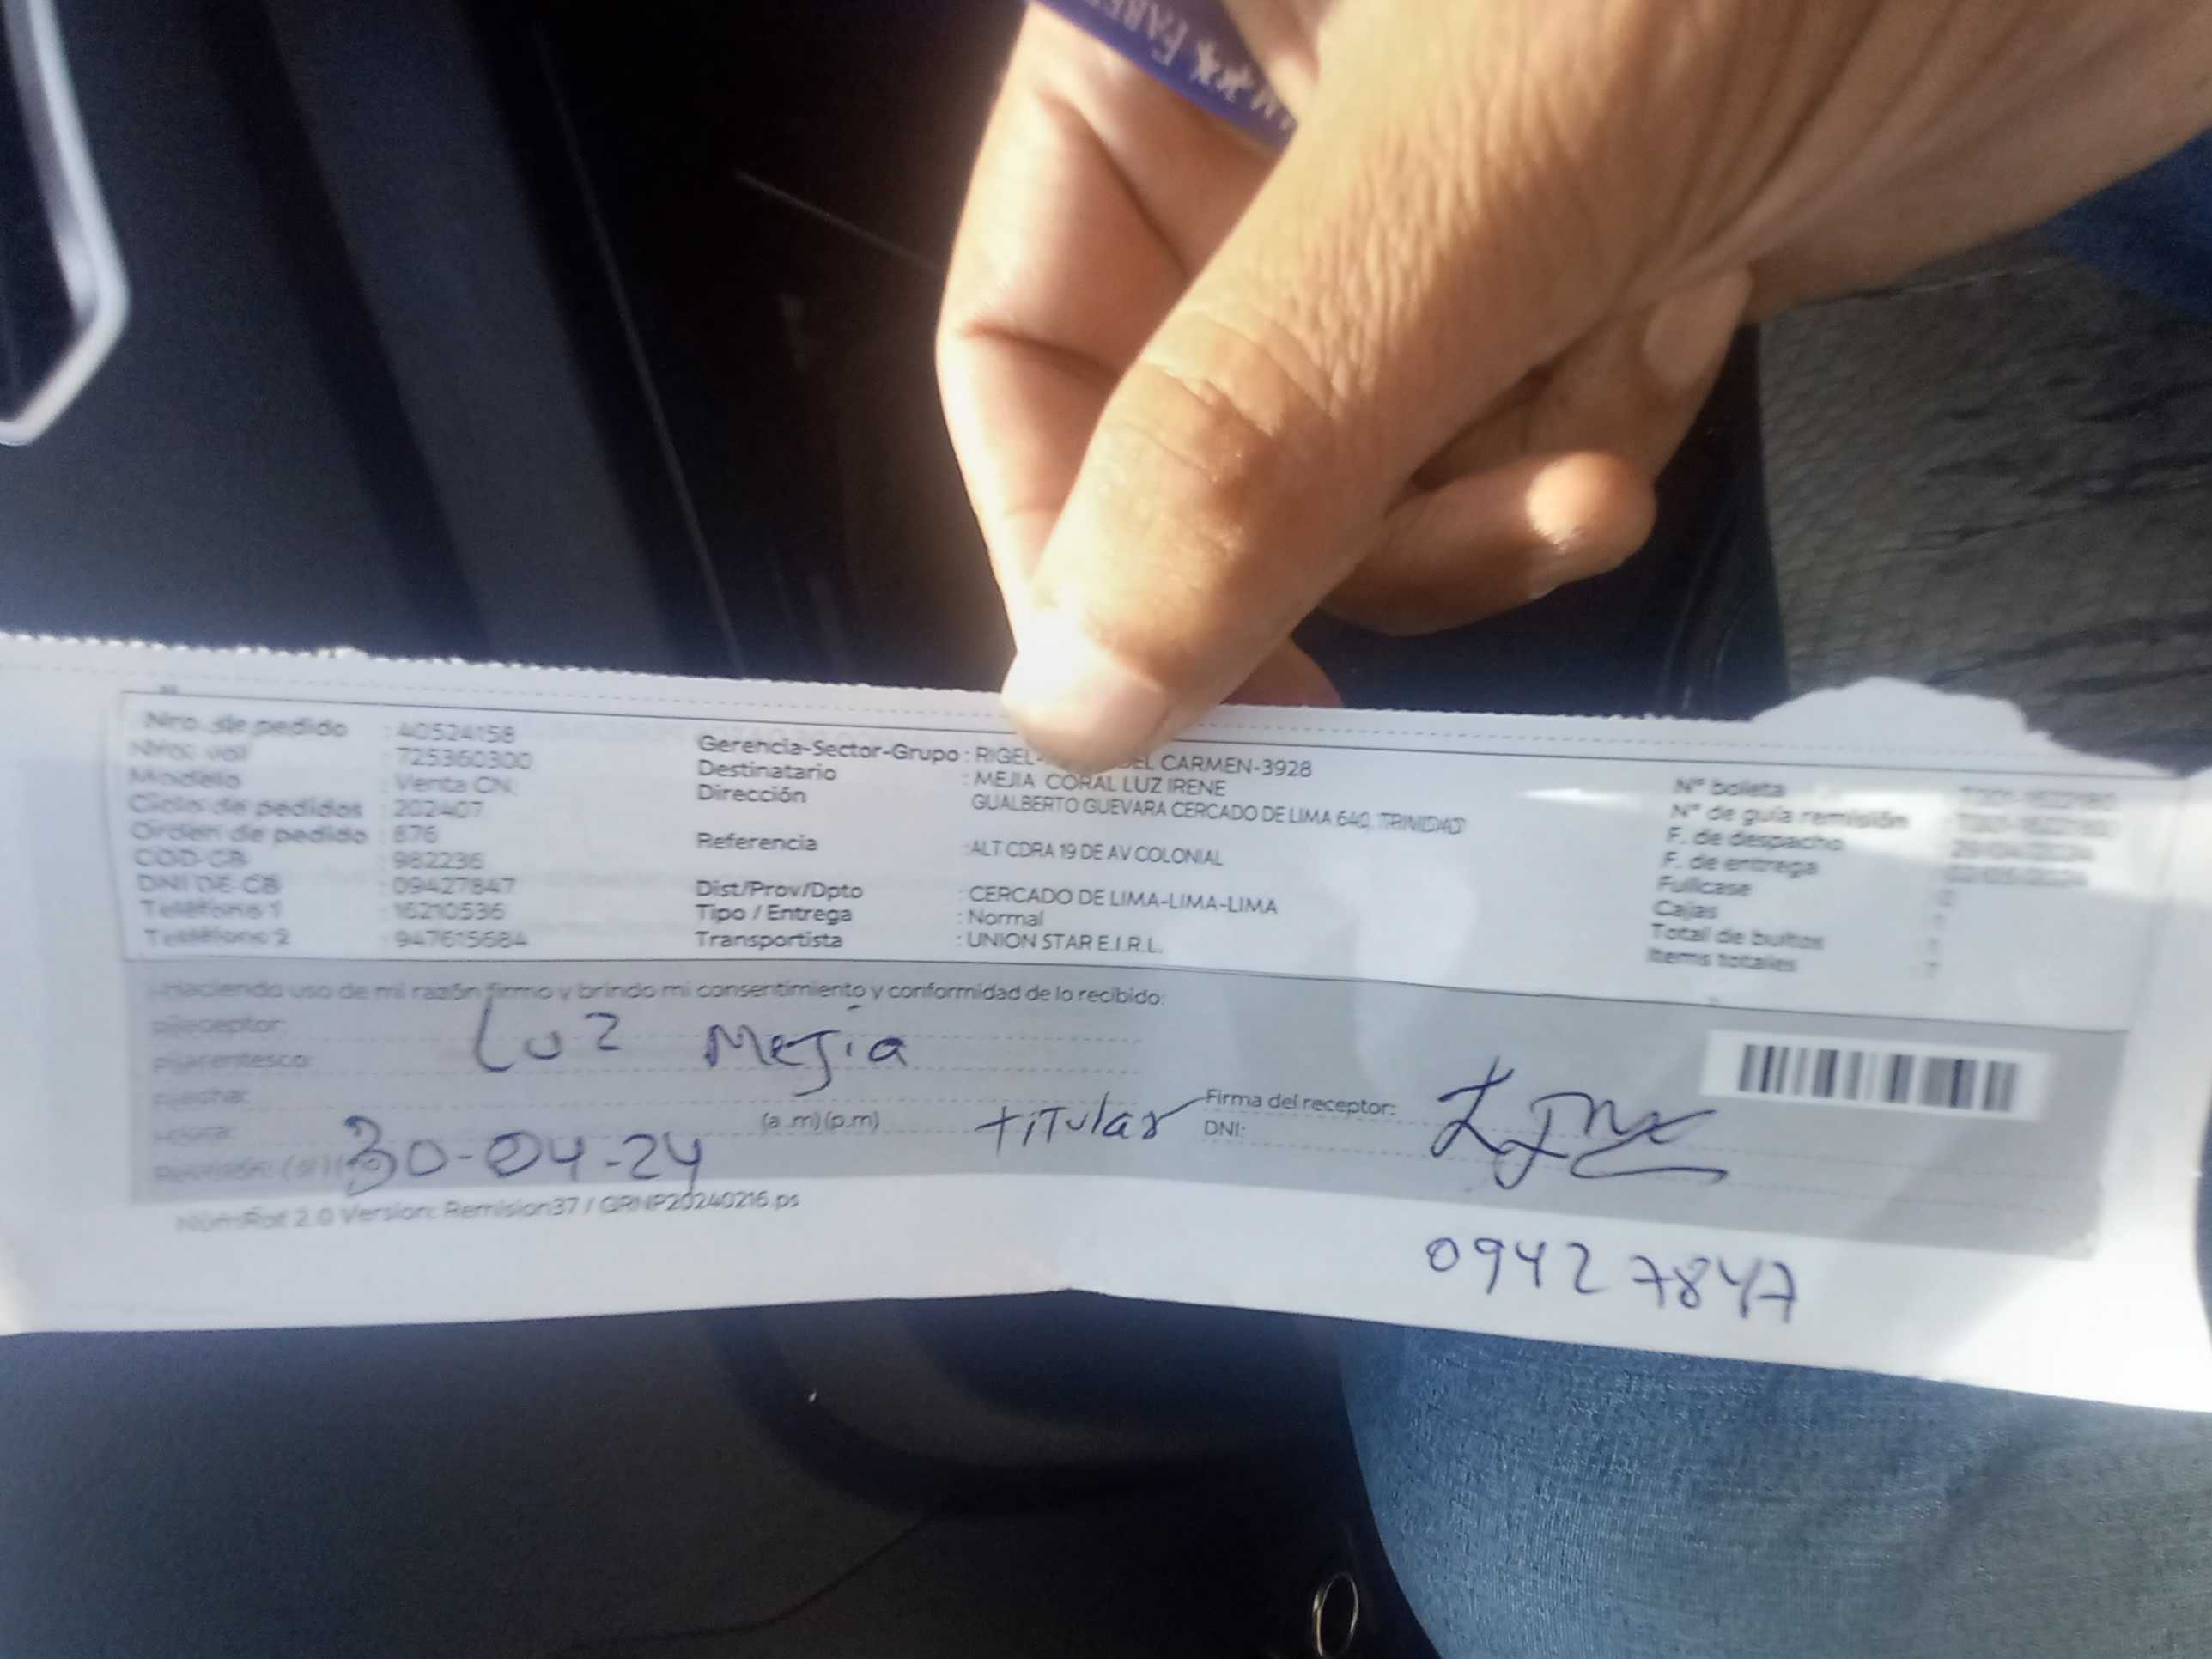 Nro. de pedido : 40524158
Nro. vol : 725360300
Modelo : Venta CN
Ciclo de pedidos : 202407
Orden de pedido : 876
COD CB : 982236
DNI DE CB : 09427847
Teléfono 1 : 16210536
Teléfono 2 : 947615684
Gerencia-Sector-Grupo : RIGEL- DEL CARMEN-3928
Destinatario : MEJIA CORAL LUZ IRENE
Dirección GUALBERTO GUEVARA CERCADO DE LIMA 640, TRINIDAD
Referencia : ALT CDRA 19 DE AV COLONIAL
Dist/Prov/Dpto : CERCADO DE LIMA-LIMA-LIMA
Tipo / Entrega : Normal
Transportista : UNION STAR E.I.R.L.
N° boleta
N° de guía remisión
F. de despacho
F. de entrega
Fullcase
Cajas
Total de bultos
Items totales
Haciendo uso de mi razón firmo y brindo mi consentimiento y conformidad de lo recibido:
Luz Mejia
(a .m) (p.m)
titular
30-04-24
Firma del receptor:
DNI:
09427847
2.0 Version: Remision37 / GRNP20240216.ps